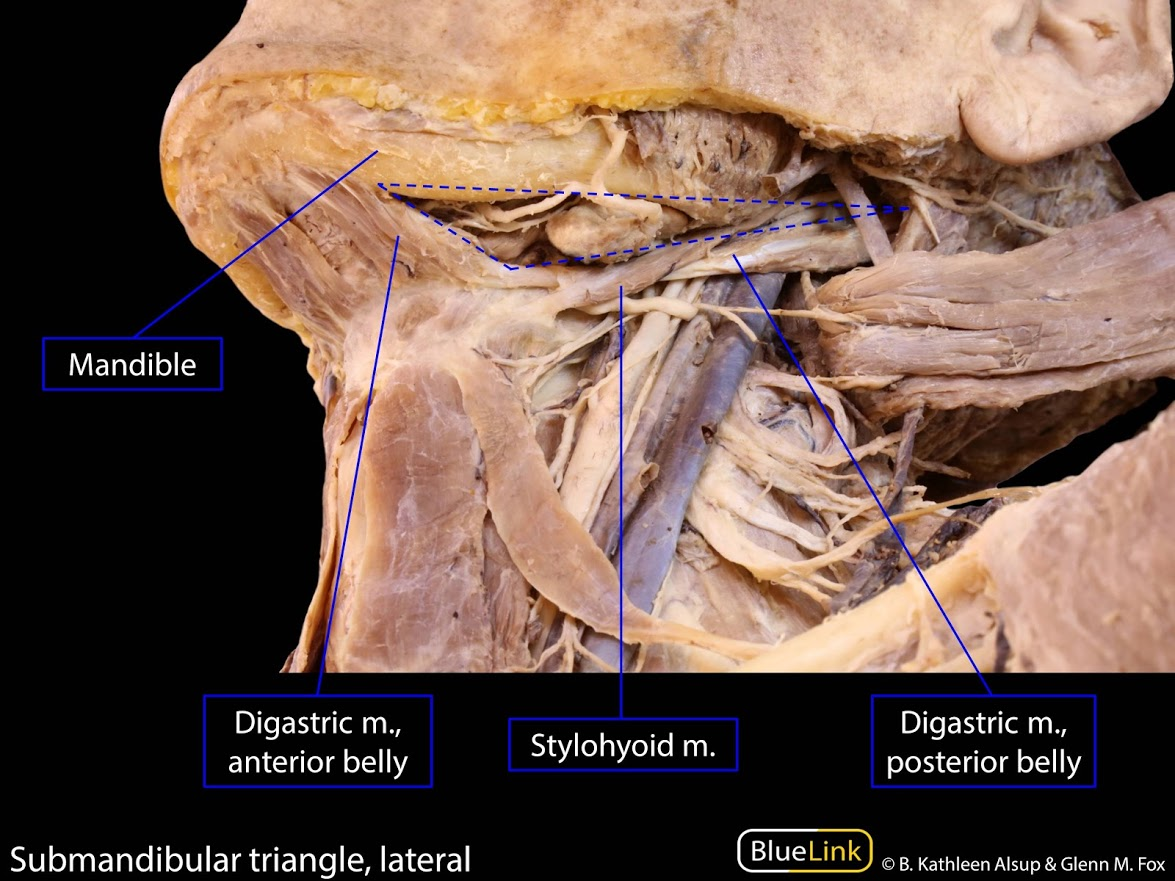 Mandible
Digastric m.,
anterior belly
Stylohyoid m.
Digastric m.,
posterior belly
Submandibular triangle, lateral
BlueLink
© B. Kathleen Alsup & Glenn M. Fox